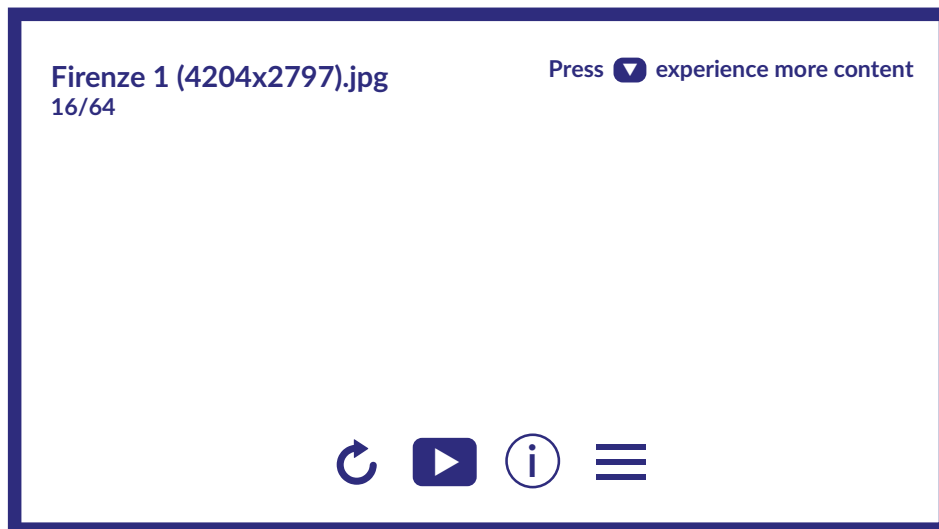 Firenze 1 (4204x2797).jpg
16/64
Press ▼ experience more content
i